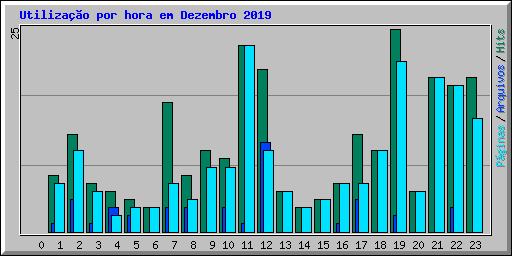 Utilização por hora em Dezembro 2019
25
Páginas / Arquivos / Hits
0 1 2 3 4 5 6 7 8 9 10 11 12 13 14 15 16 17 18 19 20 21 22 23